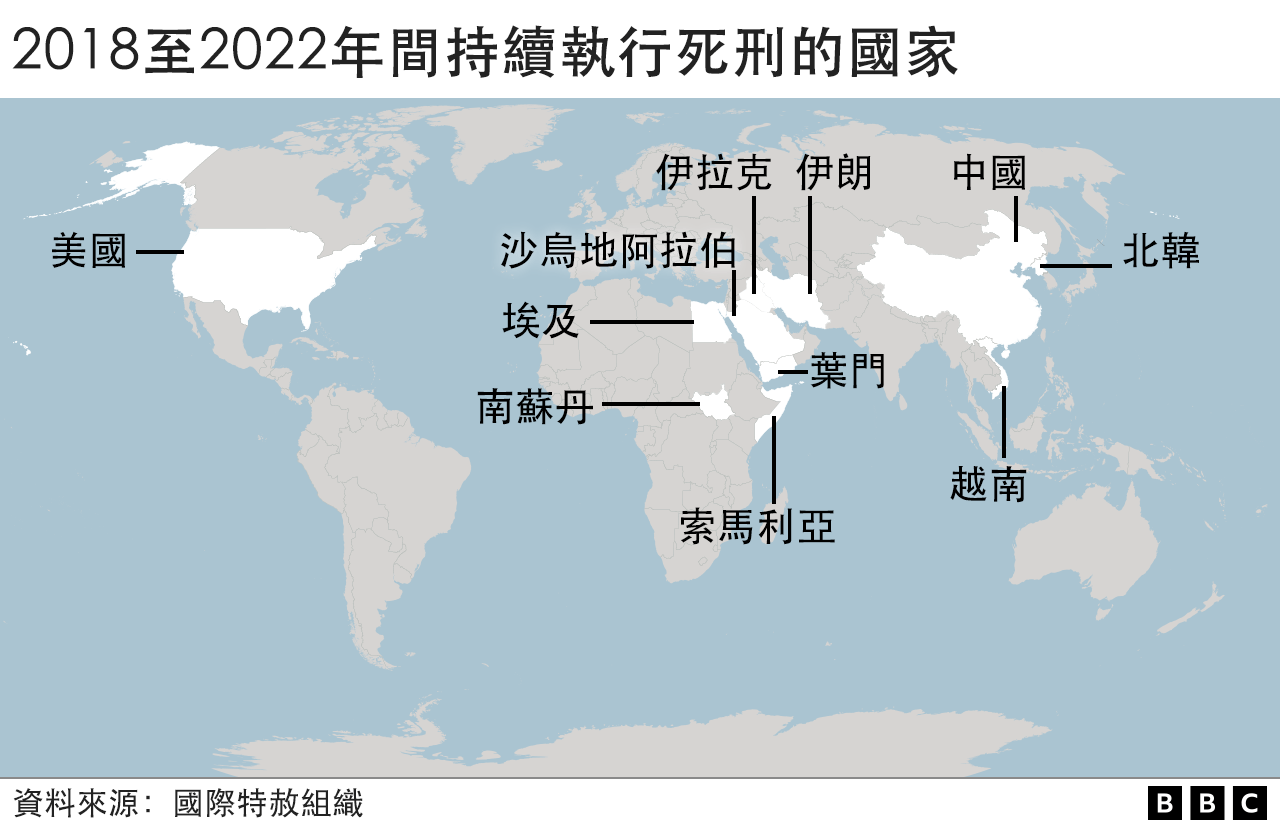 2018至2022年間持續執行死刑的國家
伊拉克
伊朗
中國
美國
沙烏地阿拉伯
北韓
埃及
葉門
南蘇丹
越南
索馬利亞
資料來源：國際特赦組織
BBC